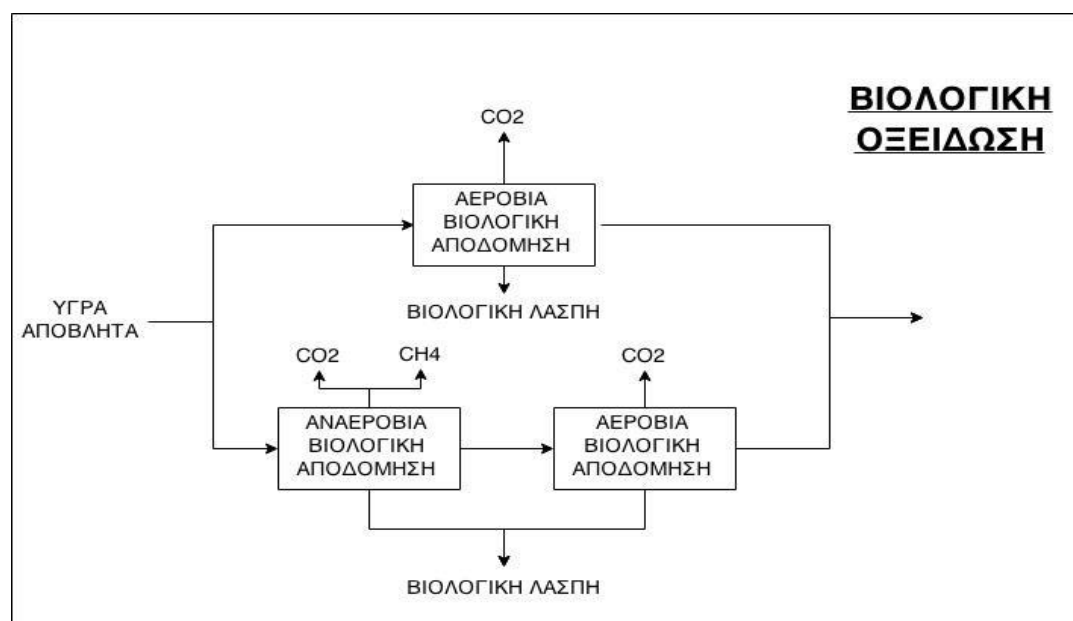 ΒΙΟΛΟΓΙΚΗ
ΟΞΕΙΔΩΣΗ
CO2
ΑΕΡΟΒΙΑ
ΒΙΟΛΟΓΙΚΗ
ΑΠΟΔΟΜΗΣΗ
ΒΙΟΛΟΓΙΚΗ ΛΑΣΠΗ
ΥΓΡΑ
ΑΠΟΒΛΗΤΑ
CO2
CH4
CO2
ΑΝΑΕΡΟΒΙΑ
ΒΙΟΛΟΓΙΚΗ
ΑΠΟΔΟΜΗΣΗ
ΑΕΡΟΒΙΑ
ΒΙΟΛΟΓΙΚΗ
ΑΠΟΔΟΜΗΣΗ
ΒΙΟΛΟΓΙΚΗ ΛΑΣΠΗ